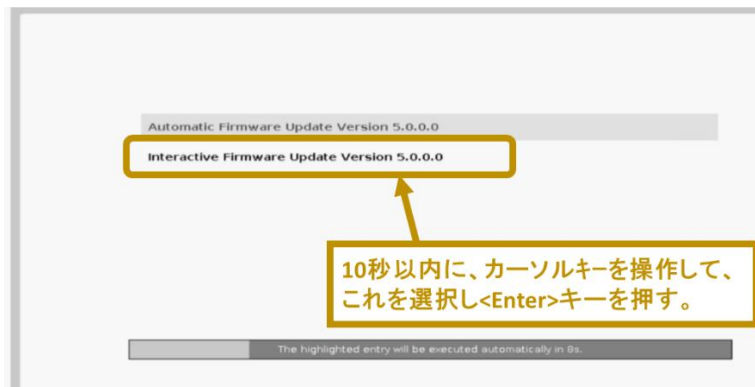 Automatic Firmware Update Version 5.0.0.0
Interactive Firmware Update Version 5.0.0.0
10秒以内に、カーソルキーを操作して、
これを選択し<Enter>キーを押す。
The highlighted entry will be executed automatically in 8s.